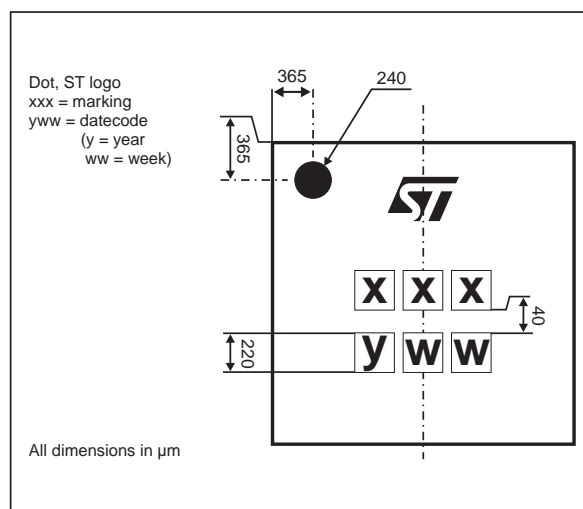 Dot, ST logo
xxx = marking
yww = datecode
(y = year
ww = week)
365
240
365
ST
x x x
40
220
y w w
All dimensions in µm